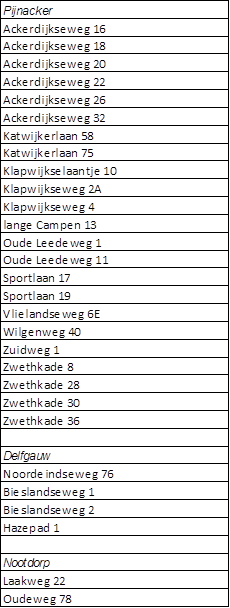 Pijnacker
Ackerdijkseweg 16
Ackerdijkseweg 18
Ackerdijkseweg 20
Ackerdijkseweg 22
Ackerdijkseweg 26
Ackerdijkseweg 32
Katwijkerlaan 58
Katwijkerlaan 75
Klapwijkselaantje 10
Klapwijkseweg 2A
Klapwijkseweg 4
lange Campen 13
Oude Leedeweg 1
Oude Leedeweg 11
Sportlaan 17
Sportlaan 19
Vlielandseweg 6E
Wilgenweg 40
Zuidweg 1
Zwethkade 8
Zwethkade 28
Zwethkade 30
Zwethkade 36
Delfgauw
Noordeindseweg 76
Bieslandseweg 1
Bieslandseweg 2
Hazepad 1
Nootdorp
Laakweg 22
Oudeweg 78